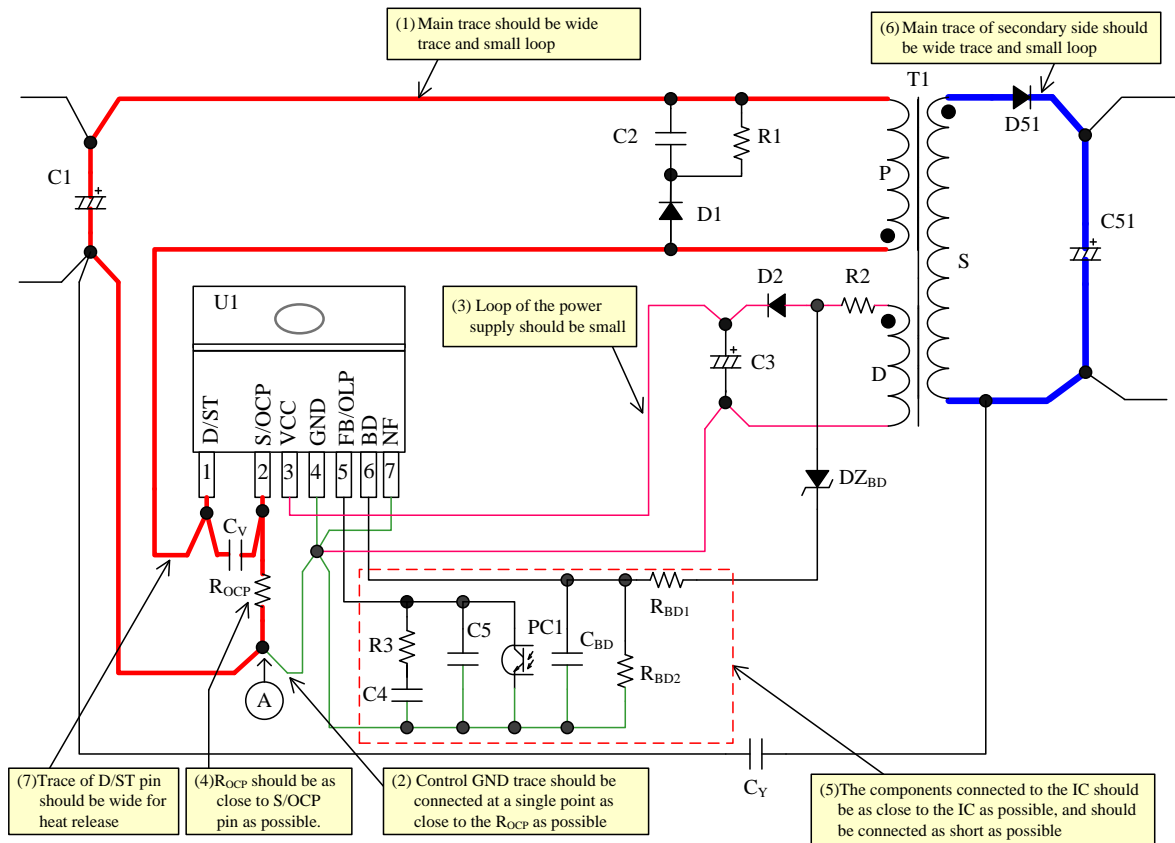 (1) Main trace should be wide
trace and small loop
(6) Main trace of secondary side should
be wide trace and small loop
T1
D51
C2
R1
P
C1
D1
C51
S
U1
D2
R2
(3) Loop of the power
supply should be small
C3
D
D/ST
S/OCP
VCC
GND
FB/OLP
BD
NF
1
2
3
4
5
6
7
DZBD
CV
ROCP
RBD1
C5
PC1
CBD
R3
RBD2
C4
A
CY
(7) Trace of D/ST pin
should be wide for
heat release
(4)ROCP should be as
close to S/OCP
pin as possible.
(2) Control GND trace should be
connected at a single point as
close to the ROCP as possible
(5)The components connected to the IC should
be as close to the IC as possible, and should
be connected as short as possible